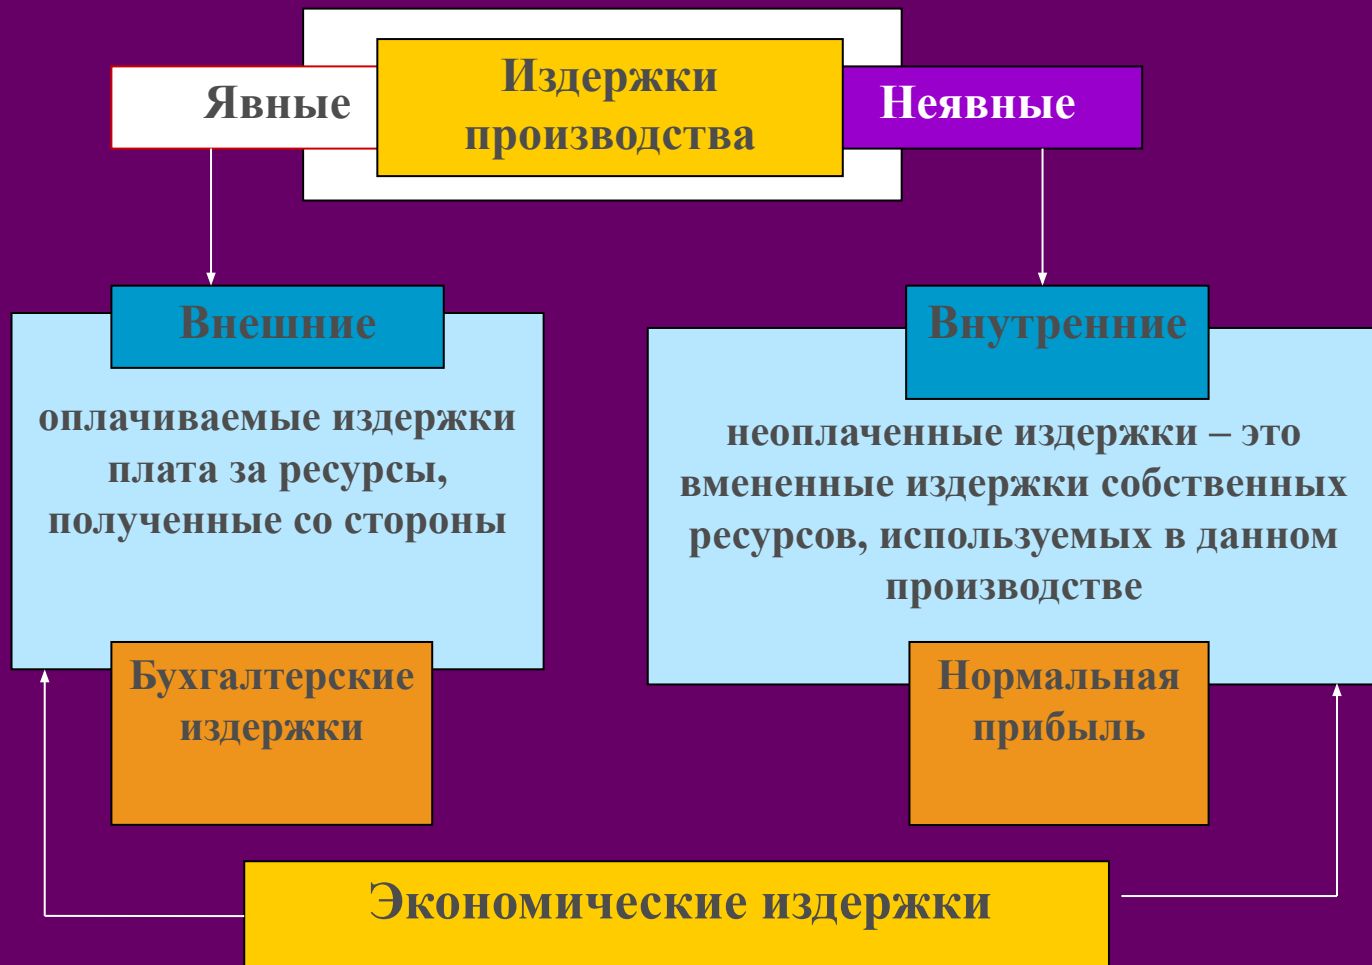 Издержки
производства
Явные
Неявные
Внешние
оплачиваемые издержки
плата за ресурсы,
полученные со стороны
Бухгалтерские
издержки
Внутренние
неоплаченные издержки – это
вмененные издержки собственных
ресурсов, используемых в данном
производстве
Нормальная
прибыль
Экономические издержки